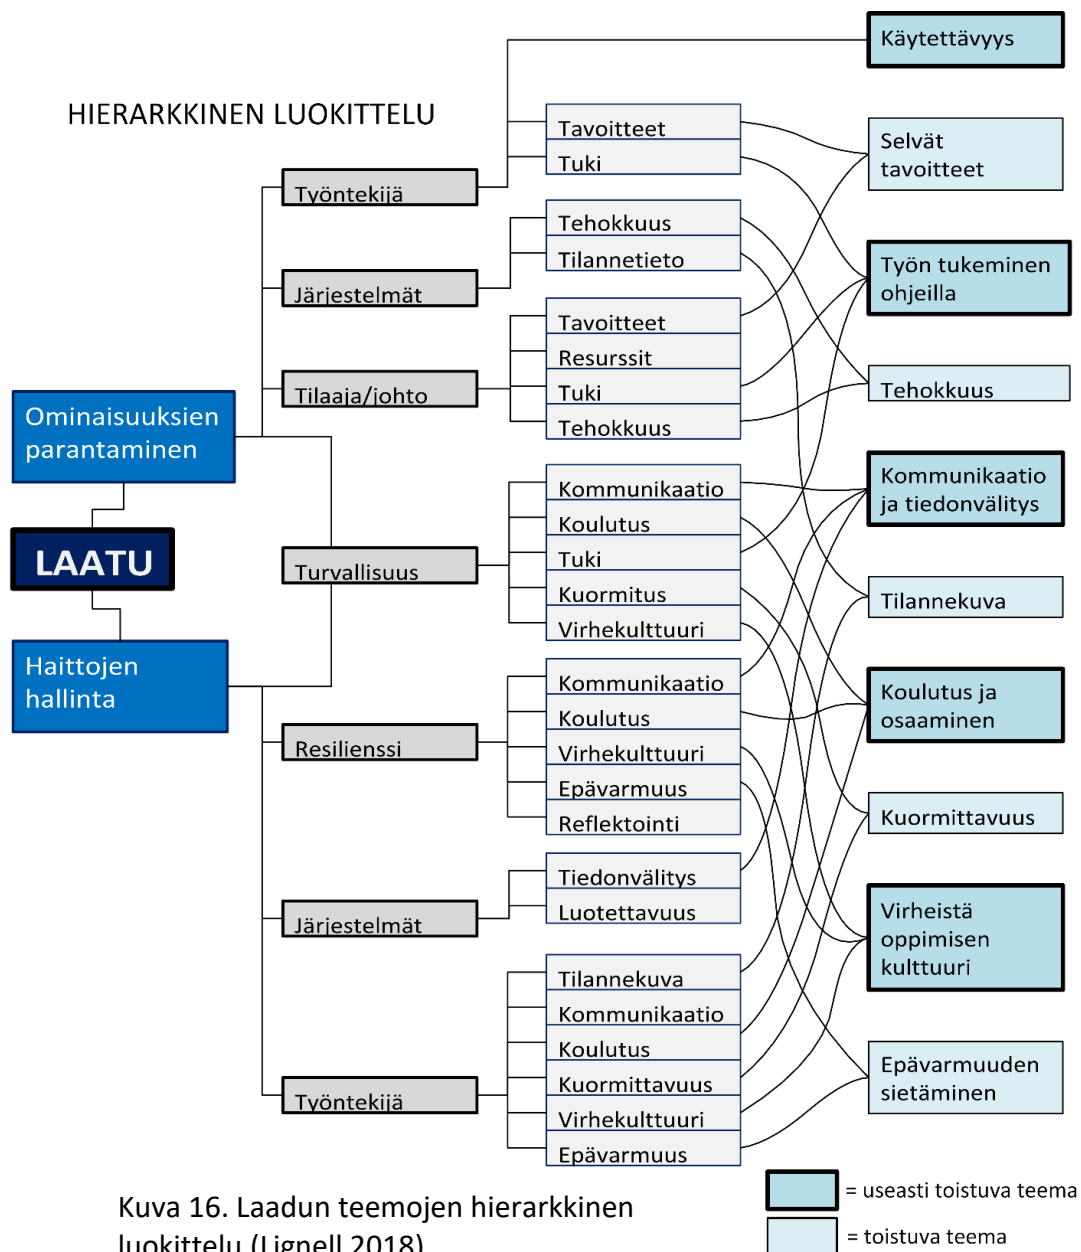 HIERARKKINEN LUOKITTELU
LAATU
Ominaisuuksien
parantaminen
Haittojen
hallinta
Työntekijä
Järjestelmät
Tilaaja/johto
Turvallisuus
Resilienssi
Järjestelmät
Työntekijä
Tavoitteet
Tuki
Tehokkuus
Tilannetieto
Tavoitteet
Resurssit
Tuki
Tehokkuus
Kommunikaatio
Koulutus
Tuki
Kuormitus
Virhekulttuuri
Kommunikaatio
Koulutus
Virhekulttuuri
Epävarmuus
Reflektointi
Tiedonvälitys
Luotettavuus
Tilannekuva
Kommunikaatio
Koulutus
Kuormittavuus
Virhekulttuuri
Epävarmuus
Käytettävyys
Selvät
tavoitteet
Työn tukeminen
ohjeilla
Tehokkuus
Kommunikaatio
ja tiedonvälitys
Tilannekuva
Koulutus ja
osaaminen
Kuormittavuus
Virheistä
oppimisen
kulttuuri
Epävarmuuden
sietäminen
= useasti toistuva teema
= toistuva teema
Kuva 16. Laadun teemojen hierarkkinen
luokittelu (Lignell 2018)